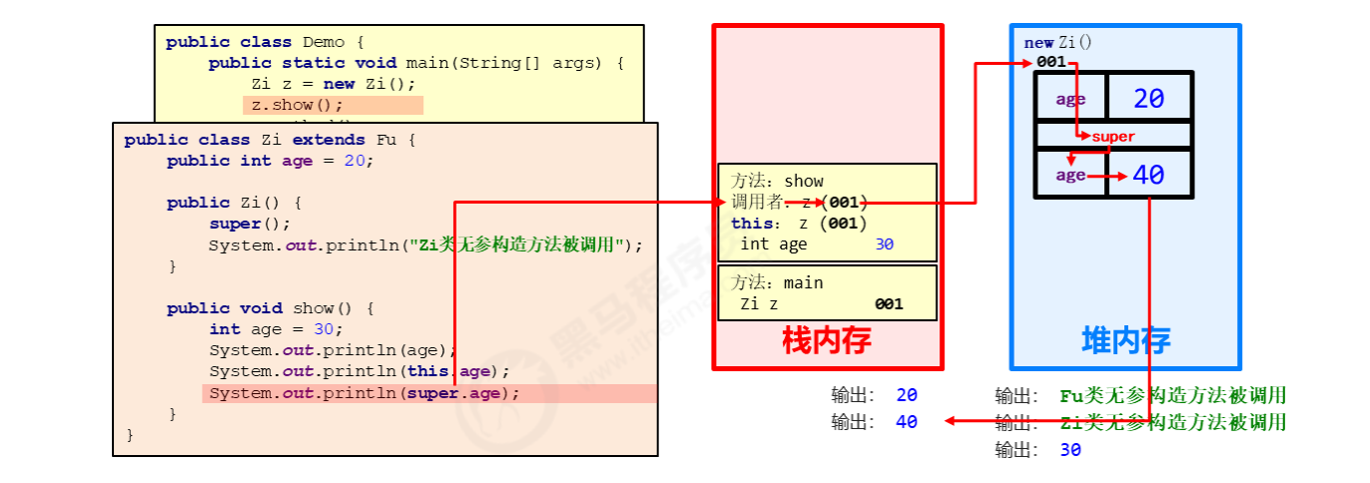 public class Demo {
public static void main(String[] args) {
Zi z = new Zi();
z.show();
public class Zi extends Fu {
public int age = 20;
public Zi() {
super();
System.out.println("Zi类无参构造方法被调用");
}
public void show() {
int age = 30;
System.out.println(age);
System.out.println(this.age);
System.out.println(super.age);
}
}
方法：show
调用者：z (001)
this： z (001)
int age 30
方法：main
Zi z 001
栈内存
new Zi()
001
age 20
super
age 40
堆内存
输出： 20
输出： 40
输出： Fu类无参构造方法被调用
输出： Zi类无参构造方法被调用
输出： 30
黑马程序员